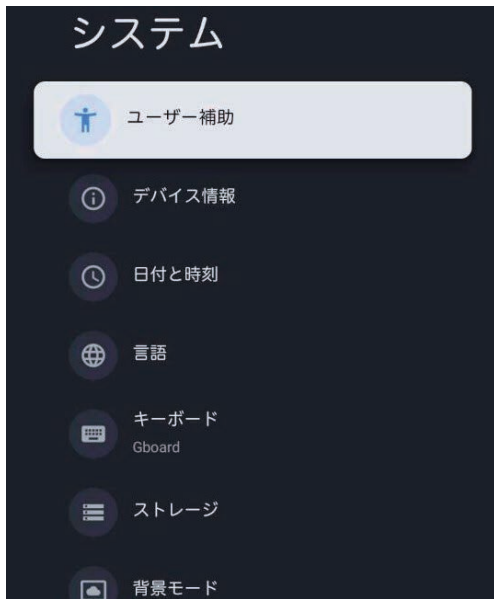 システム
ユーザー補助
デバイス情報
日付と時刻
言語
キーボード
Gboard
ストレージ
背景モード